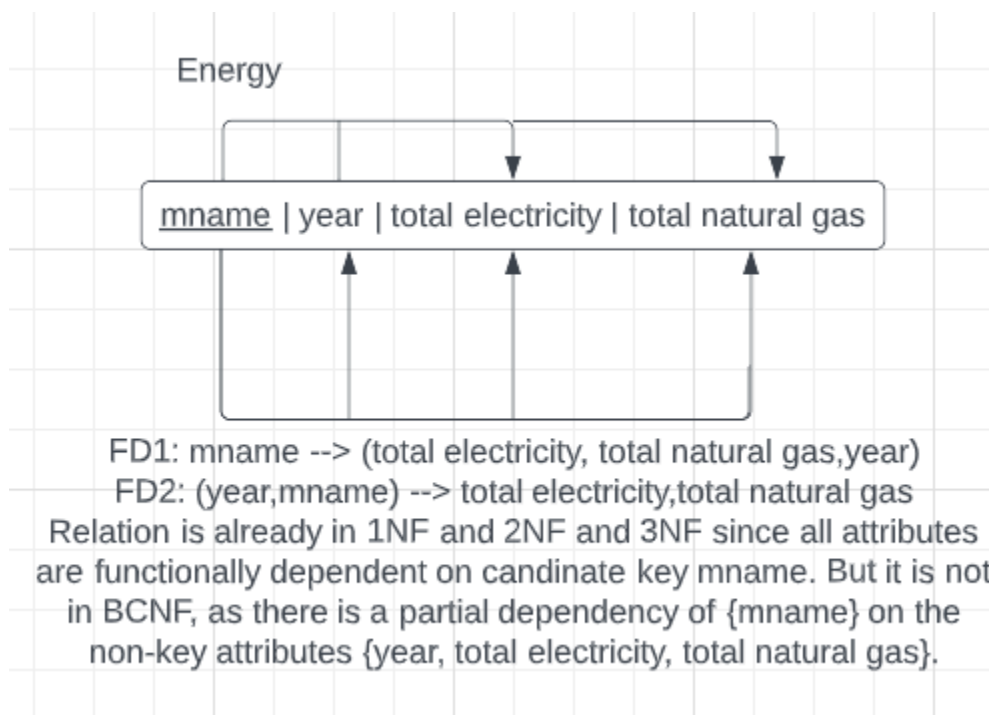 Energy
mname | year | total electricity | total natural gas
FD1: mname --> (total electricity, total natural gas,year)
FD2: (year,mname) --> total electricity,total natural gas
Relation is already in 1NF and 2NF and 3NF since all attributes
are functionally dependent on candinate key mname. But it is not
in BCNF, as there is a partial dependency of {mname} on the
non-key attributes {year, total electricity, total natural gas}.